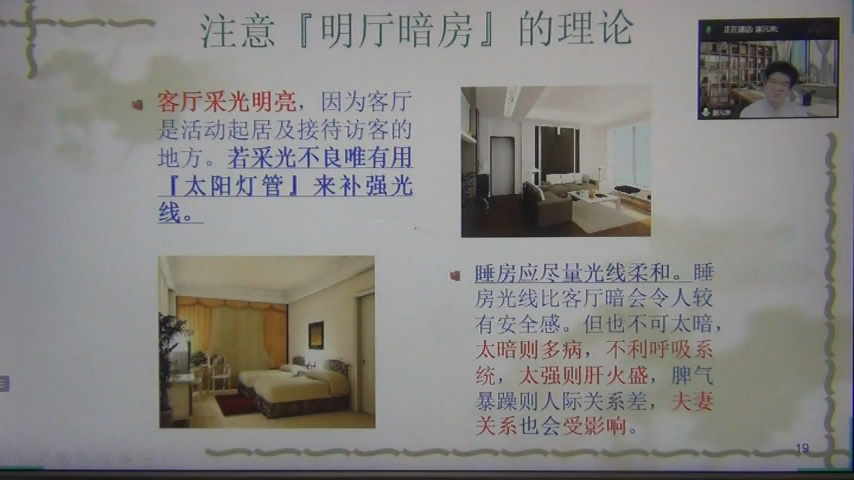 注意『明厅暗房』的理论
客厅采光明亮，因为客厅
是活动起居及接待访客的
地方。若采光不良唯有用
『太阳灯管』来补强光
线。
睡房应尽量光线柔和。睡
房光线比客厅暗会令人较
有安全感。但也不可太暗，
太暗则多病，不利呼吸系
统，太强则肝火盛，脾气
暴躁则人际关系差，夫妻
关系也会受影响。
19